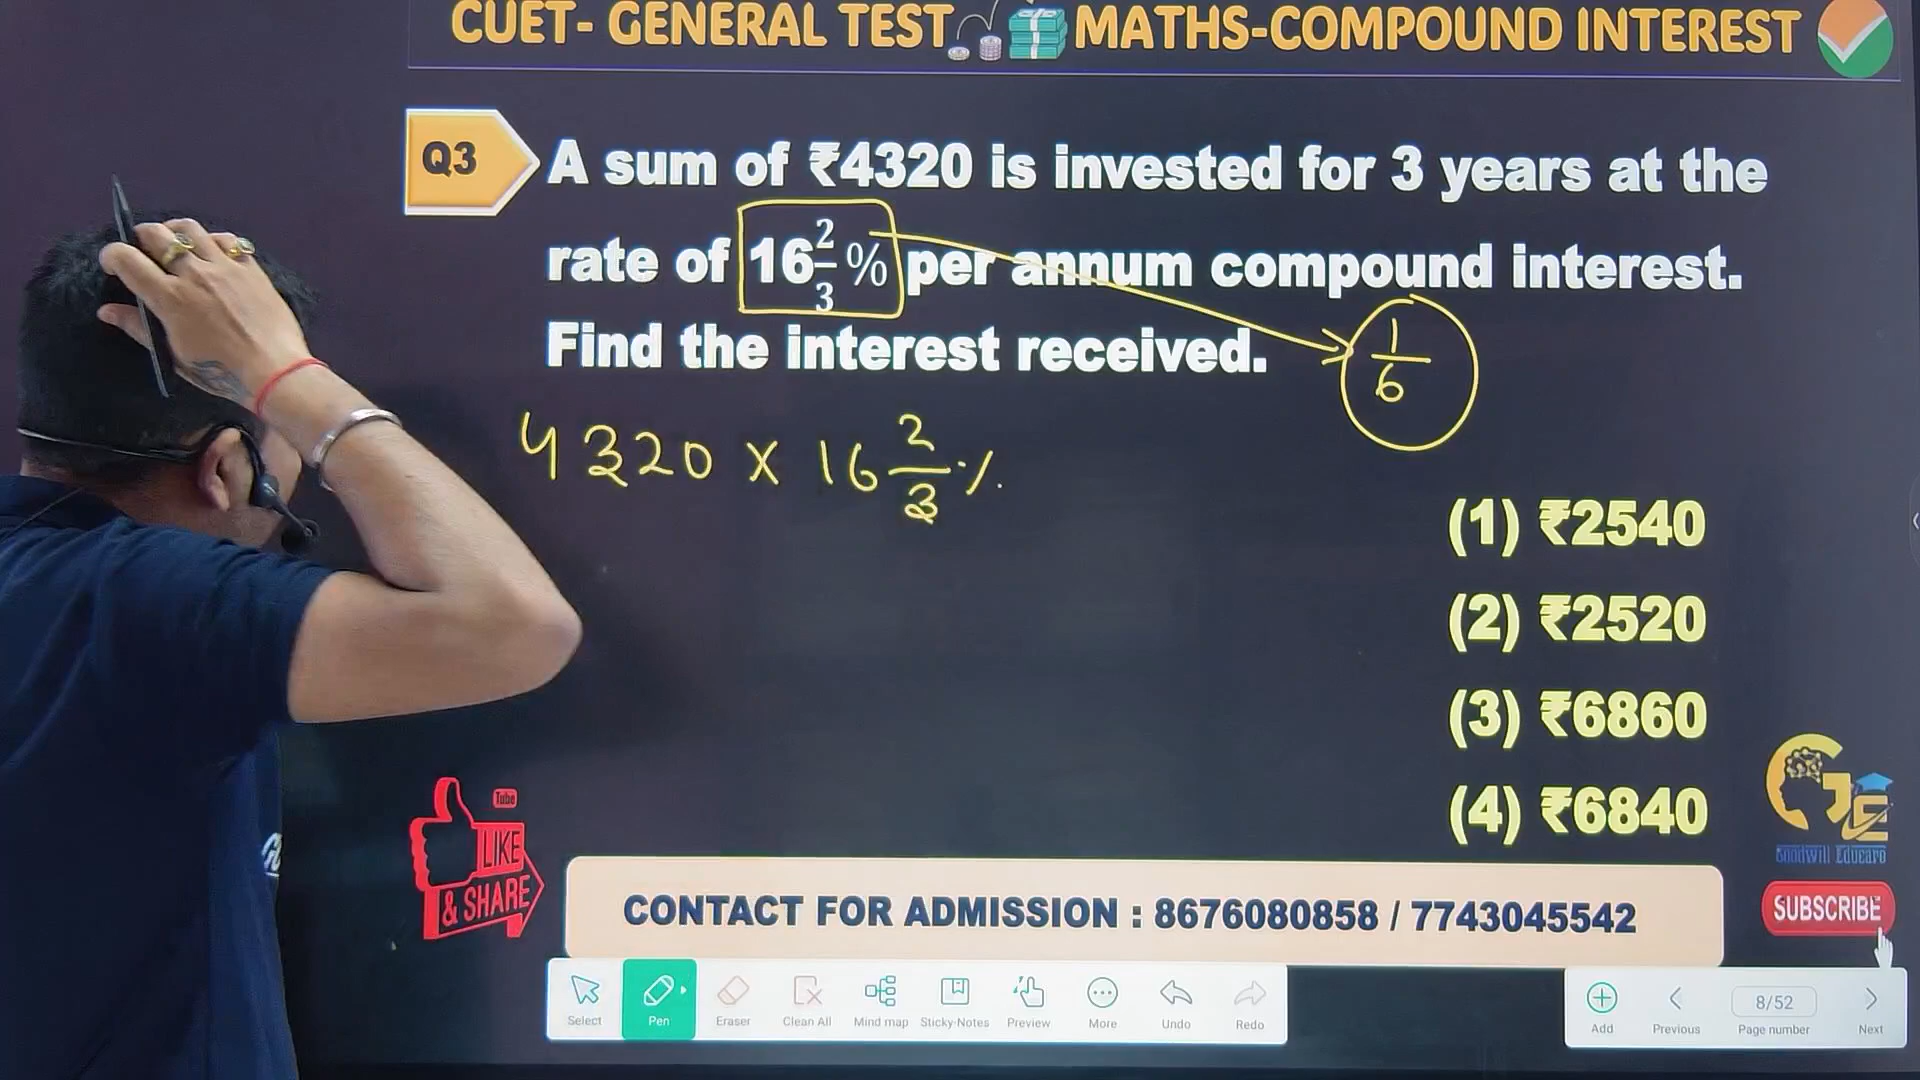 CUET- GENERAL TEST MATHS-COMPOUND INTEREST
Q3
A sum of ₹4320 is invested for 3 years at the
rate of 16 2/3 % per annum compound interest.
Find the interest received.
1/6
4320 x 16 2/3 %
(1) ₹2540
(2) ₹2520
(3) ₹6860
(4) ₹6840
Tube
LIKE
& SHARE
Goodwill Educare
SUBSCRIBE
CONTACT FOR ADMISSION : 8676080858 / 7743045542
Select Pen Eraser Clean All Mind map Sticky-Notes Preview More Undo Redo
Add Previous 8/52 Page number Next